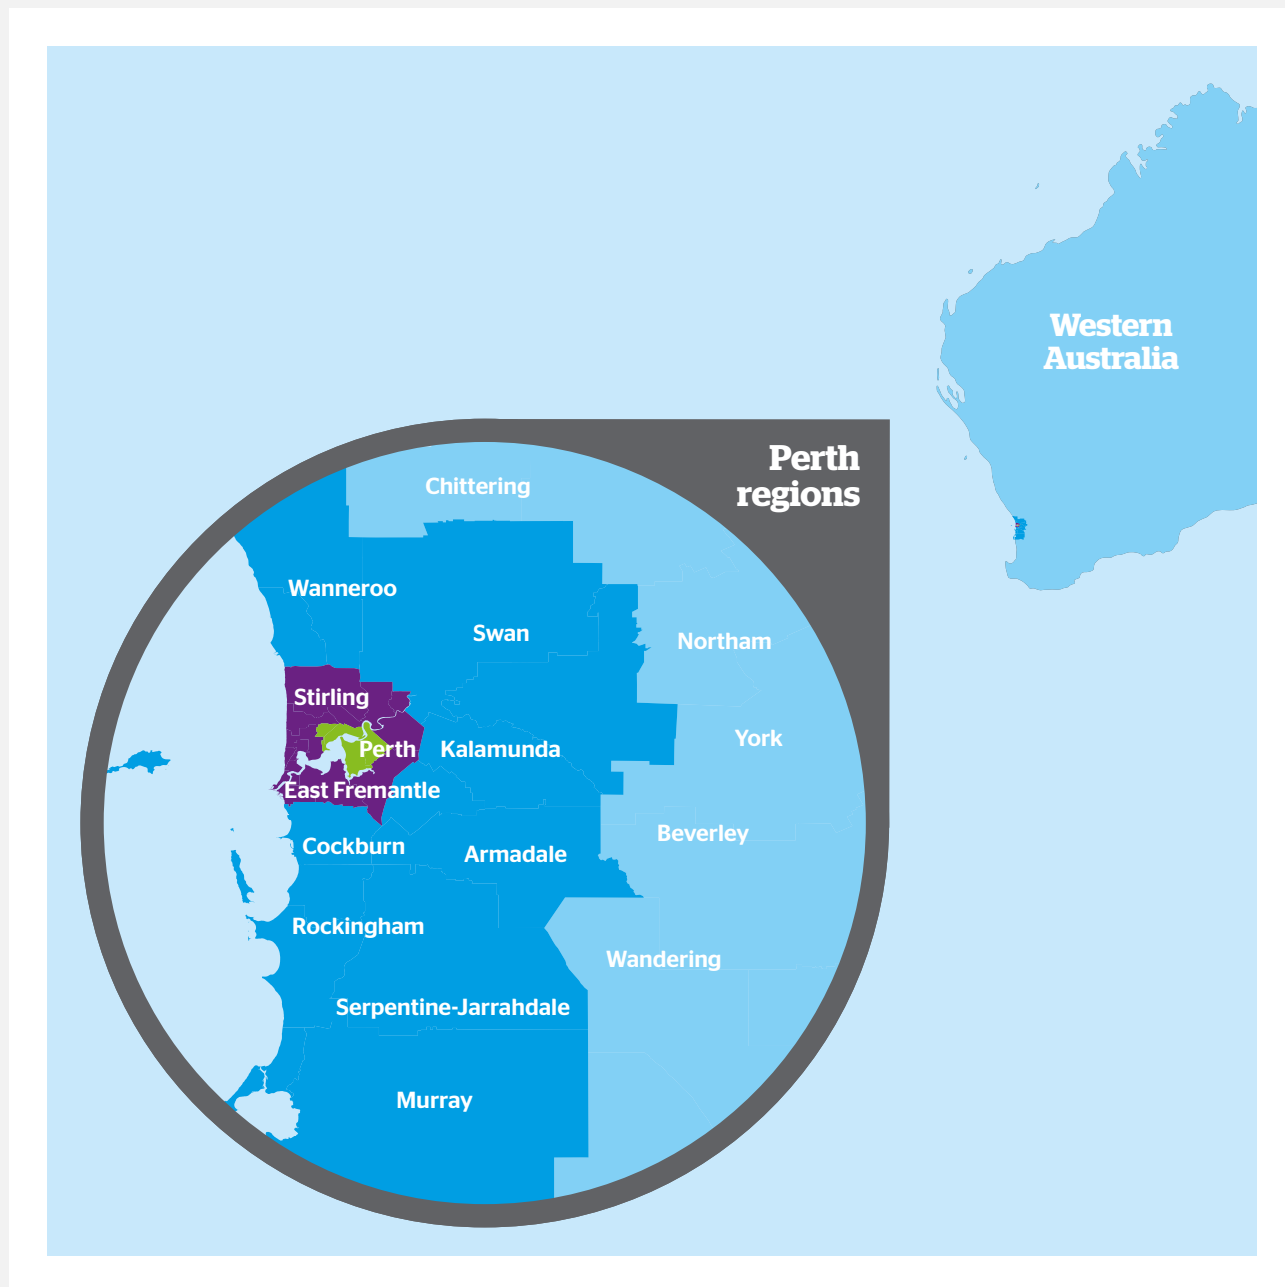 Western
Australia
Perth
regions
Chittering
Wanneroo
Swan
Northam
Stirling
Perth
Kalamunda
York
East Fremantle
Beverley
Cockburn
Armadale
Rockingham
Wandering
Serpentine-Jarrahdale
Murray